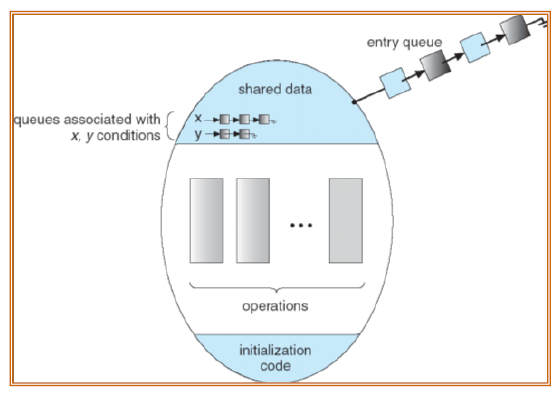 entry queue
shared data
queues associated with
x, y conditions
x
y
...
operations
initialization
code